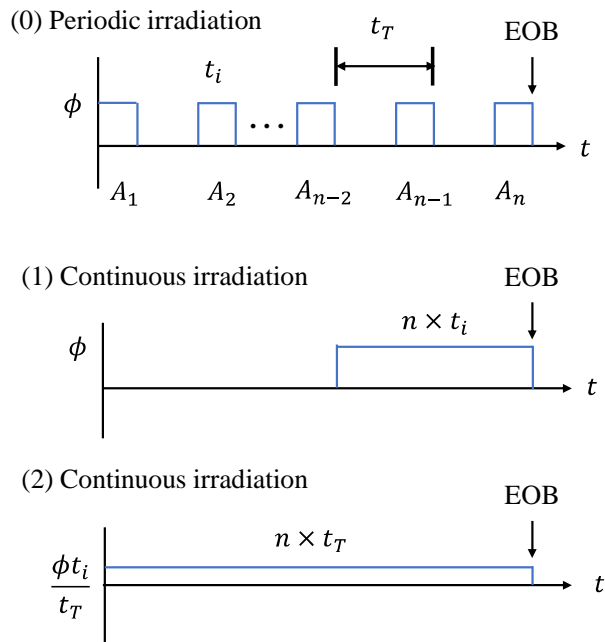 (0) Periodic irradiation
t_T
EOB
t_i
ϕ
...
t
A_1
A_2
A_{n-2}
A_{n-1}
A_n
(1) Continuous irradiation
EOB
n × t_i
ϕ
t
(2) Continuous irradiation
EOB
n × t_T
ϕt_i
t_T
t